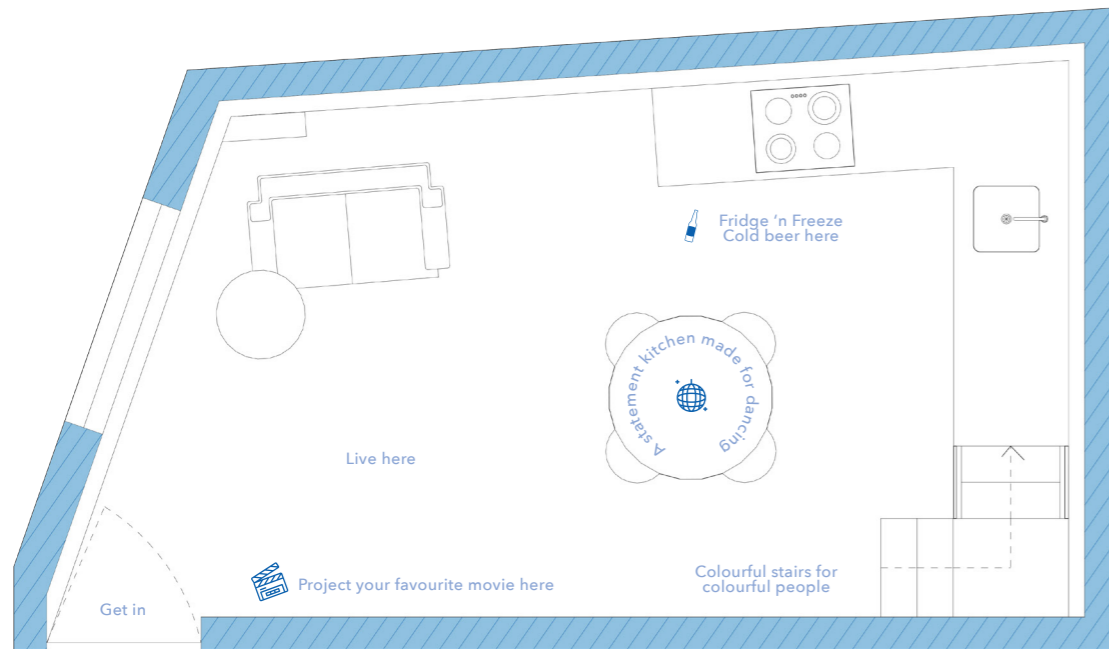 Fridge ‘n Freeze
Cold beer here
A statement kitchen made for dancing
Live here
Project your favourite movie here
Colourful stairs for
colourful people
Get in